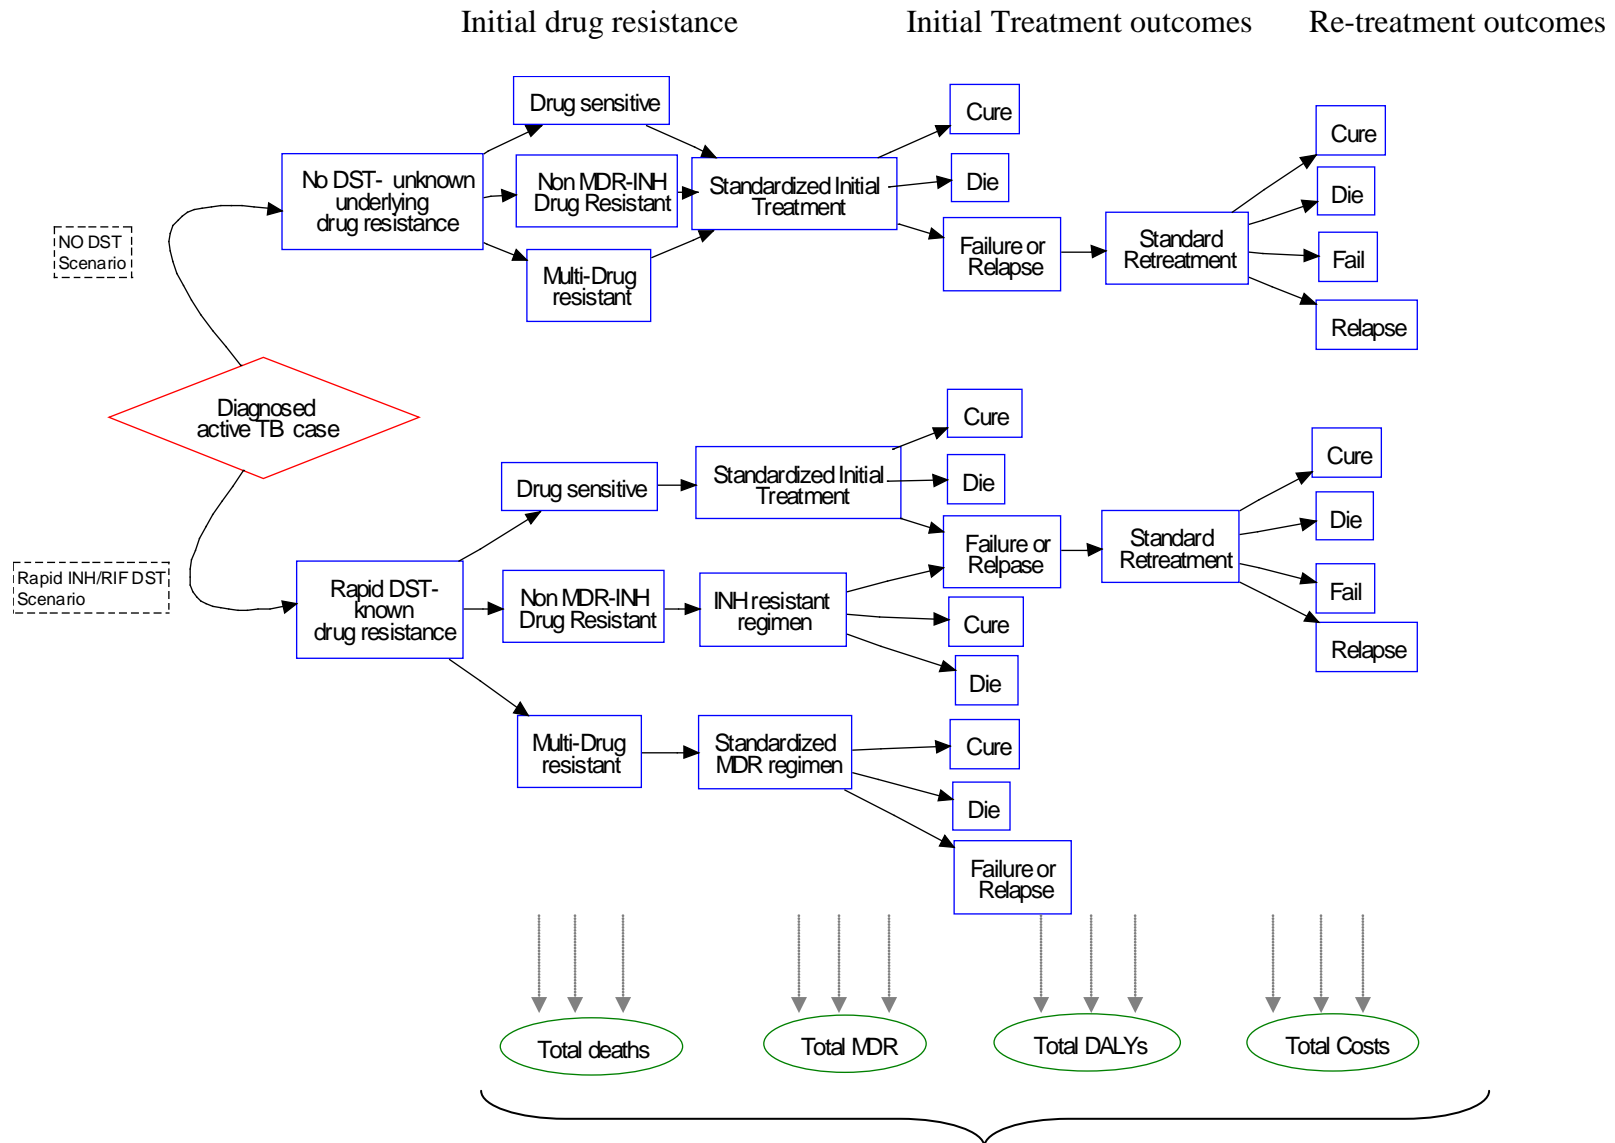 Initial drug resistance
Initial Treatment outcomes
Re-treatment outcomes
NO DST
Scenario
No DST- unknown
underlying
drug resistance
Drug sensitive
Non MDR-INH
Drug Resistant
Multi-Drug
resistant
Standardized Initial
Treatment
Cure
Die
Failure or
Relapse
Standard
Retreatment
Cure
Die
Fail
Relapse
Diagnosed
active TB case
Rapid INH/RIF DST
Scenario
Rapid DST-
known
drug resistance
Drug sensitive
Non MDR-INH
Drug Resistant
Multi-Drug
resistant
Standardized Initial
Treatment
INH resistant
regimen
Standardized
MDR regimen
Cure
Die
Failure or
Relpase
Cure
Die
Cure
Die
Failure or
Relapse
Standard
Retreatment
Cure
Die
Fail
Relapse
Total deaths
Total MDR
Total DALYs
Total Costs